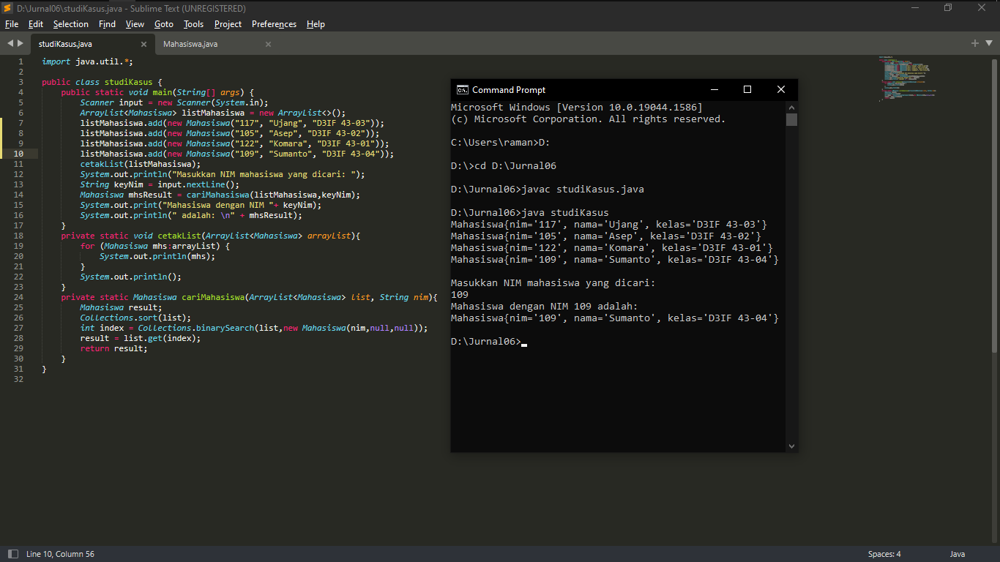 D:\Jurnal06\studiKasus.java - Sublime Text (UNREGISTERED)
File Edit Selection Find View Goto Tools Project Preferences Help
studiKasus.java × Mahasiswa.java ×
1 import java.util.*;
2
3 public class studiKasus {
4 public static void main(String[] args) {
5 Scanner input = new Scanner(System.in);
6 ArrayList<Mahasiswa> listMahasiswa = new ArrayList<>();
7 listMahasiswa.add(new Mahasiswa("117", "Ujang", "D3IF 43-03"));
8 listMahasiswa.add(new Mahasiswa("105", "Asep", "D3IF 43-02"));
9 listMahasiswa.add(new Mahasiswa("122", "Komara", "D3IF 43-01"));
10 listMahasiswa.add(new Mahasiswa("109", "Sumanto", "D3IF 43-04"));
11 cetakList(listMahasiswa);
12 System.out.println("Masukkan NIM mahasiswa yang dicari: ");
13 String keyNim = input.nextLine();
14 Mahasiswa mhsResult = cariMahasiswa(listMahasiswa,keyNim);
15 System.out.print("Mahasiswa dengan NIM "+ keyNim);
16 System.out.println(" adalah: \n" + mhsResult);
17 }
18 private static void cetakList(ArrayList<Mahasiswa> arrayList){
19 for (Mahasiswa mhs:arrayList) {
20 System.out.println(mhs);
21 }
22 System.out.println();
23 }
24 private static Mahasiswa cariMahasiswa(ArrayList<Mahasiswa> list, String nim){
25 Mahasiswa result;
26 Collections.sort(list);
27 int index = Collections.binarySearch(list,new Mahasiswa(nim,null,null));
28 result = list.get(index);
29 return result;
30 }
31 }
32
Command Prompt
Microsoft Windows [Version 10.0.19044.1586]
(c) Microsoft Corporation. All rights reserved.
C:\Users\raman>D:
D:\>cd D:\Jurnal06
D:\Jurnal06>javac studiKasus.java
D:\Jurnal06>java studiKasus
Mahasiswa{nim='117', nama='Ujang', kelas='D3IF 43-03'}
Mahasiswa{nim='105', nama='Asep', kelas='D3IF 43-02'}
Mahasiswa{nim='122', nama='Komara', kelas='D3IF 43-01'}
Mahasiswa{nim='109', nama='Sumanto', kelas='D3IF 43-04'}
Masukkan NIM mahasiswa yang dicari:
109
Mahasiswa dengan NIM 109 adalah:
Mahasiswa{nim='109', nama='Sumanto', kelas='D3IF 43-04'}
D:\Jurnal06>
Line 10, Column 56 Spaces: 4 Java